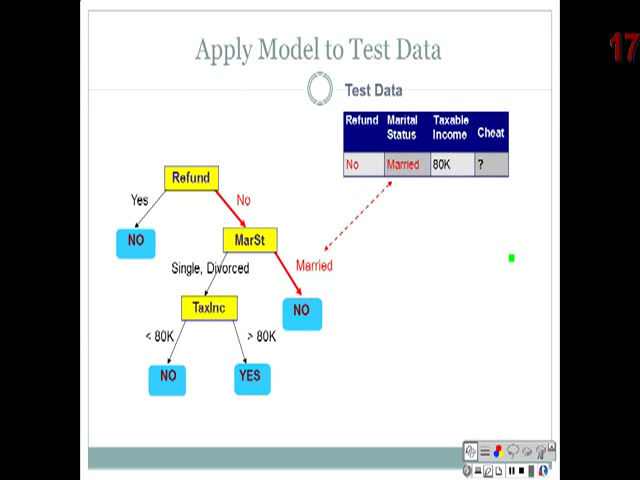 Apply Model to Test Data
17
Test Data
Refund Marital Status Taxable Income Cheat
No Married 80K ?
Refund
Yes No
NO MarSt
Single, Divorced Married
TaxInc NO
< 80K > 80K
NO YES